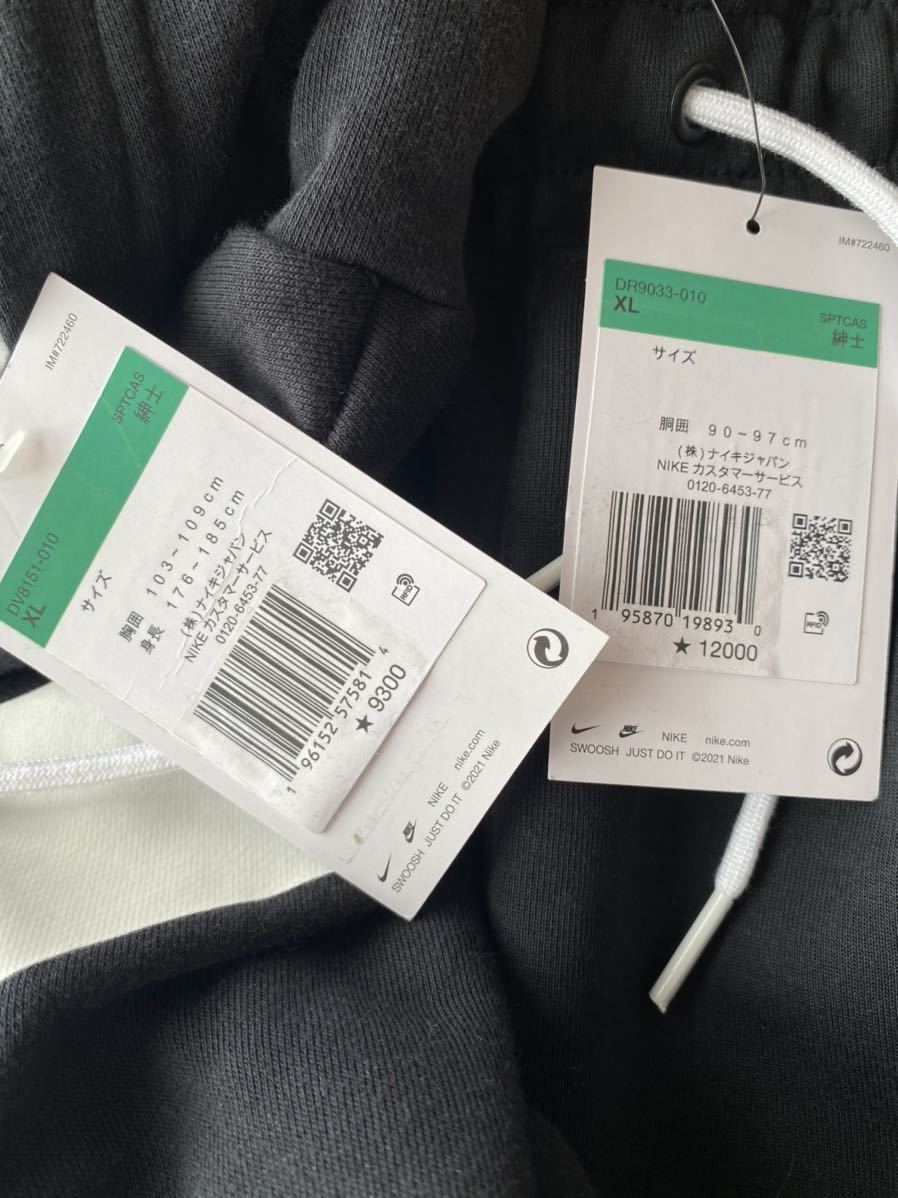 IM#722460
DV8151-010
XL
SPTCAS
紳士
サイズ
胸囲 103~109cm
身長 176~185cm
(株)ナイキジャパン
NIKE カスタマーサービス
0120-6453-77
RFID
1 96152 57581 4
★ 9300
NIKE nike.com
SWOOSH JUST DO IT ©2021 Nike
IM#722460
DR9033-010
XL
SPTCAS
紳士
サイズ
胴囲 90~97cm
(株)ナイキジャパン
NIKE カスタマーサービス
0120-6453-77
RFID
1 95870 19893 0
★ 12000
NIKE nike.com
SWOOSH JUST DO IT ©2021 Nike